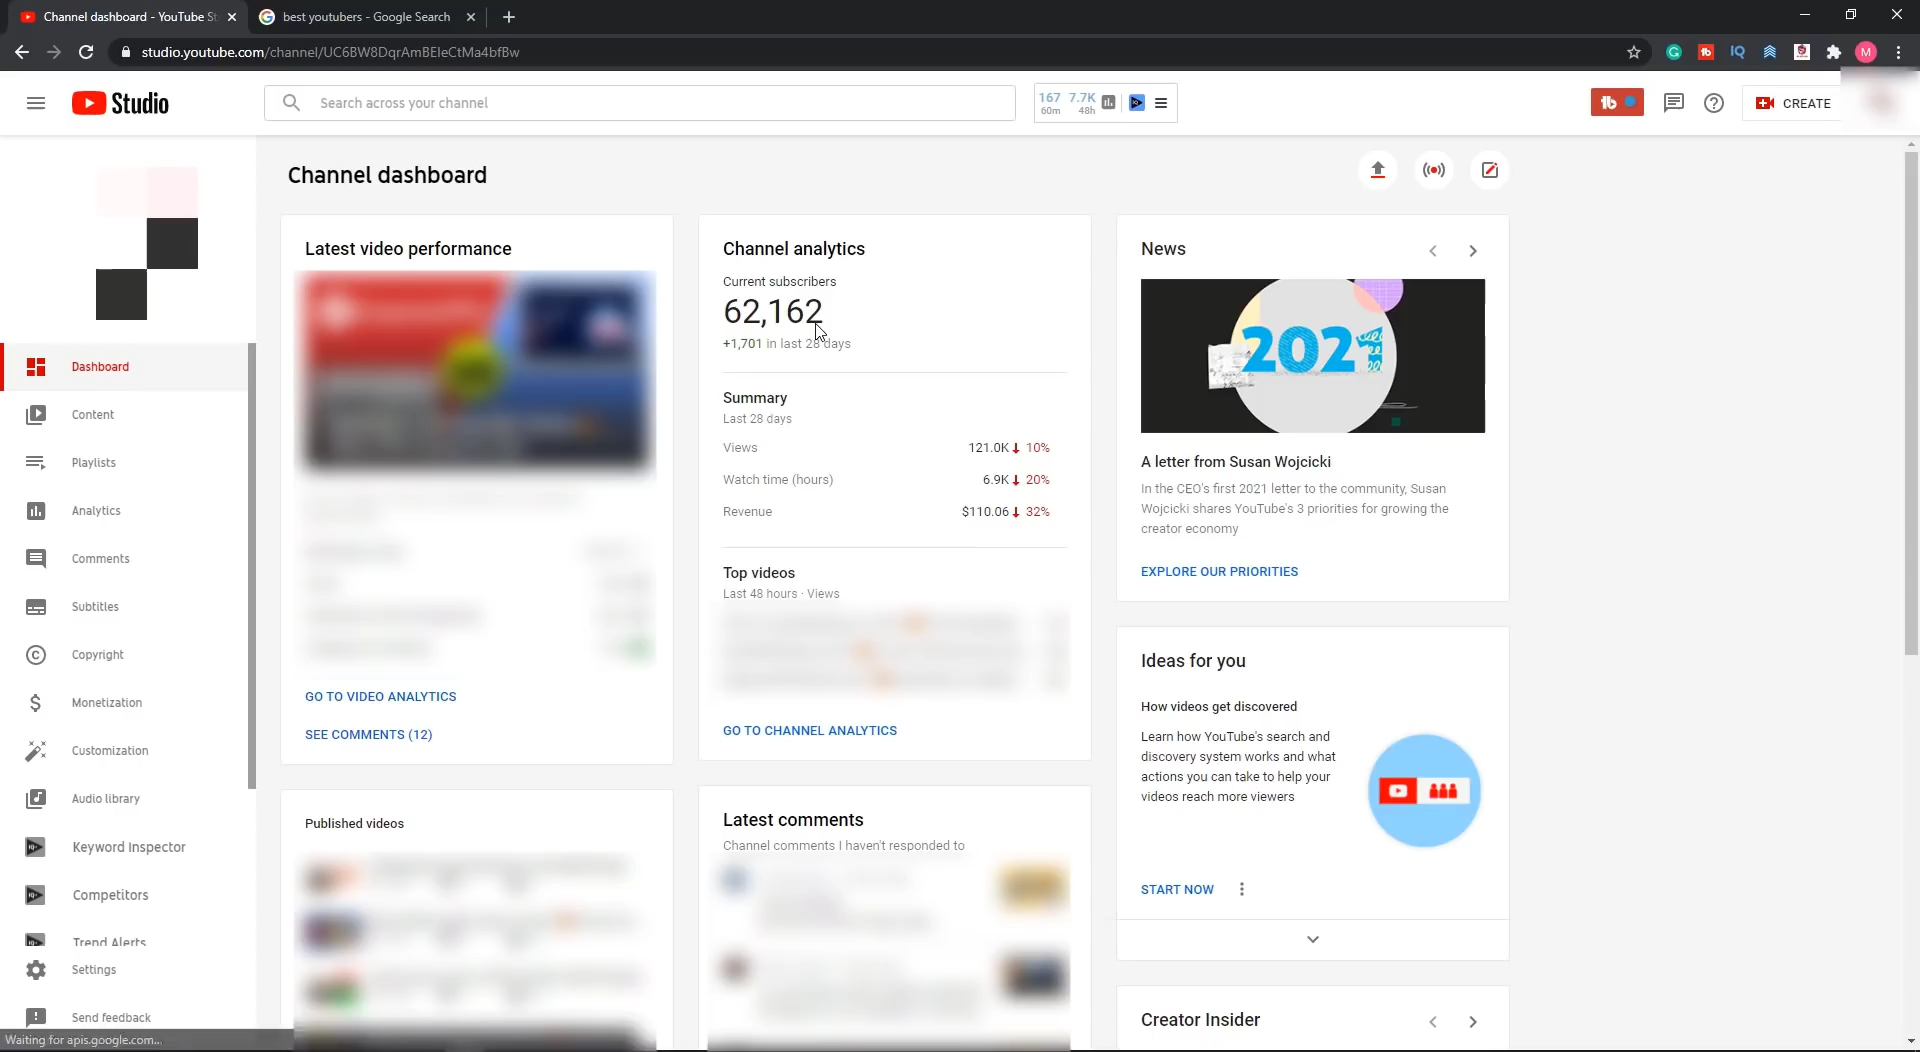 Channel dashboard - YouTube St
best youtubers - Google Search
studio.youtube.com/channel/UC6BW8DqrAmBEleCtMa4bfBw
IQ
M
Studio
Search across your channel
167 7.7K
60m 48h
CREATE
Channel dashboard
Dashboard
Content
Playlists
Analytics
Comments
Subtitles
Copyright
Monetization
Customization
Audio library
Keyword Inspector
Competitors
Trend Alerts
Settings
Send feedback
Waiting for apis.google.com...
Latest video performance
GO TO VIDEO ANALYTICS
SEE COMMENTS (12)
Published videos
Channel analytics
Current subscribers
62,162
+1,701 in last 28 days
Summary
Last 28 days
Views 121.0K 10%
Watch time (hours) 6.9K 20%
Revenue $110.06 32%
Top videos
Last 48 hours · Views
GO TO CHANNEL ANALYTICS
Latest comments
Channel comments I haven't responded to
News
2021
A letter from Susan Wojcicki
In the CEO's first 2021 letter to the community, Susan
Wojcicki shares YouTube's 3 priorities for growing the
creator economy
EXPLORE OUR PRIORITIES
Ideas for you
How videos get discovered
Learn how YouTube's search and
discovery system works and what
actions you can take to help your
videos reach more viewers
START NOW
Creator Insider